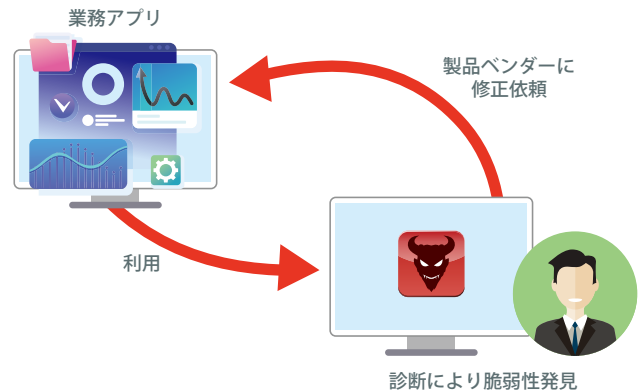 業務アプリ
製品ベンダーに
修正依頼
利用
診断により脆弱性発見